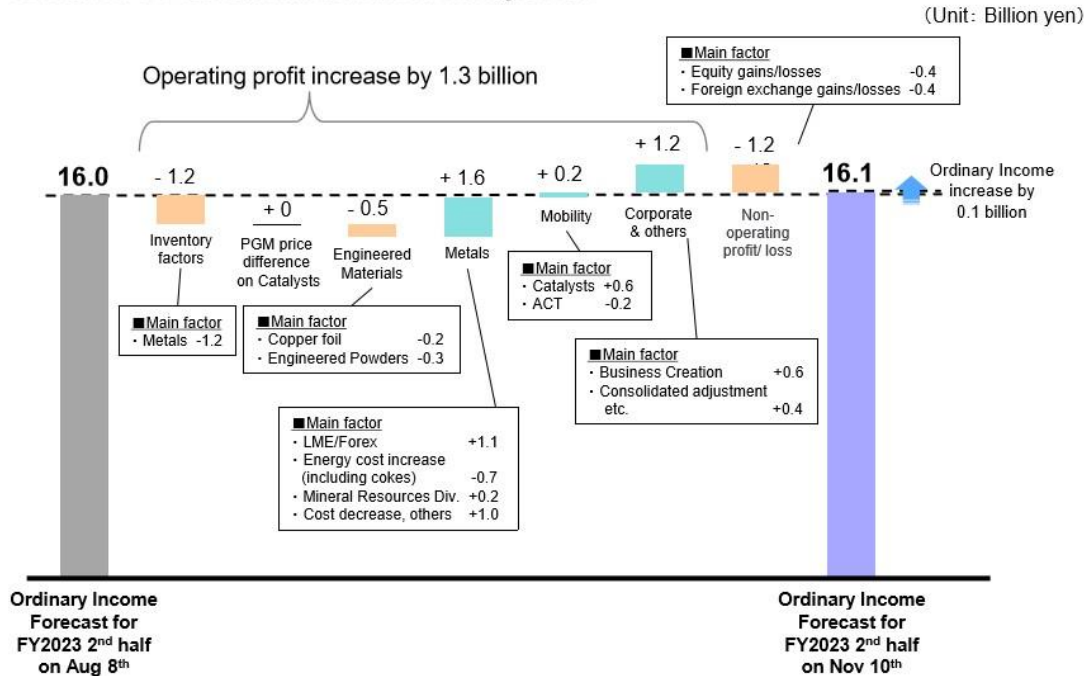 (Unit: Billion yen)
■Main factor
・Equity gains/losses -0.4
・Foreign exchange gains/losses -0.4
Operating profit increase by 1.3 billion
16.0
- 1.2
+ 0
- 0.5
+ 1.6
+ 0.2
+ 1.2
- 1.2
16.1
Ordinary Income
increase by
0.1 billion
Inventory
factors
PGM price
difference
on Catalysts
Engineered
Materials
Metals
Mobility
Corporate
& others
Non-
operating
profit/ loss
■Main factor
・Metals -1.2
■Main factor
・Copper foil -0.2
・Engineered Powders -0.3
■Main factor
・LME/Forex +1.1
・Energy cost increase
(including cokes) -0.7
・Mineral Resources Div. +0.2
・Cost decrease, others +1.0
■Main factor
・Catalysts +0.6
・ACT -0.2
■Main factor
・Business Creation +0.6
・Consolidated adjustment
etc. +0.4
Ordinary Income
Forecast for
FY2023 2nd half
on Aug 8th
Ordinary Income
Forecast for
FY2023 2nd half
on Nov 10th